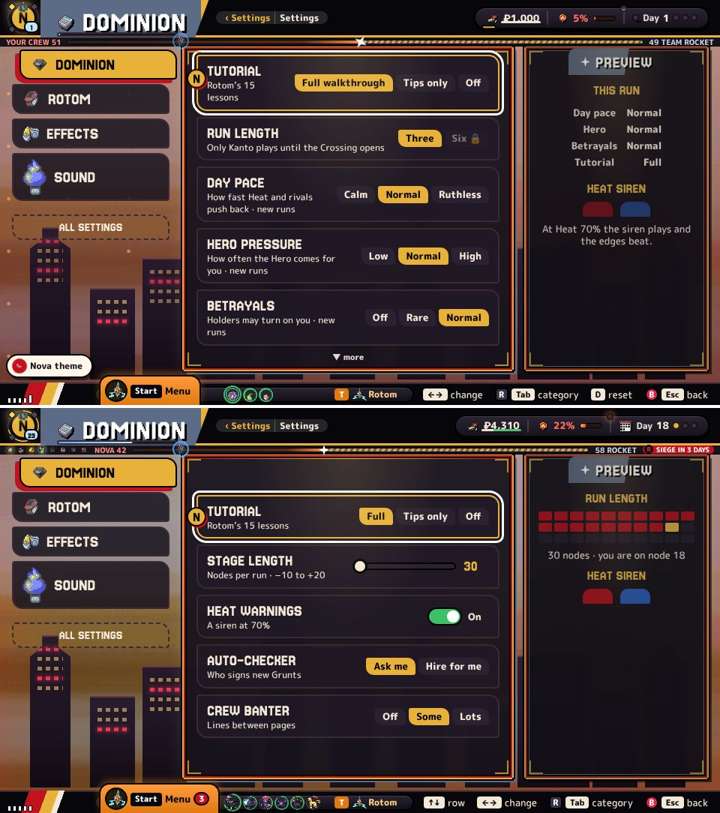 N
1
DOMINION
‹ Settings Settings
₽1,000
5%
Day 1
YOUR CREW 51
49 TEAM ROCKET
DOMINION
ROTOM
EFFECTS
SOUND
ALL SETTINGS
Nova theme
N
TUTORIAL
Rotom's 15
lessons
Full walkthrough Tips only Off
RUN LENGTH
Only Kanto plays until the Crossing opens
Three Six
DAY PACE
How fast Heat and rivals
push back · new runs
Calm Normal Ruthless
HERO PRESSURE
How often the Hero comes for
you · new runs
Low Normal High
BETRAYALS
Holders may turn on you · new
runs
Off Rare Normal
▼ more
PREVIEW
THIS RUN
Day pace Normal
Hero Normal
Betrayals Normal
Tutorial Full
HEAT SIREN
At Heat 70% the siren plays and
the edges beat.
Start Menu
T Rotom
←→ change
R Tab category
D reset
B Esc back
N
DOMINION
‹ Settings Settings
₽4,310
22%
Day 18
NOVA 42
58 ROCKET
SIEGE IN 3 DAYS
DOMINION
ROTOM
EFFECTS
SOUND
ALL SETTINGS
N
TUTORIAL
Rotom's 15 lessons
Full Tips only Off
STAGE LENGTH
Nodes per run · −10 to +20
30
HEAT WARNINGS
A siren at 70%
On
AUTO-CHECKER
Who signs new Grunts
Ask me Hire for me
CREW BANTER
Lines between pages
Off Some Lots
PREVIEW
RUN LENGTH
30 nodes · you are on node 18
HEAT SIREN
Start Menu 3
T Rotom
↑↓ row
←→ change
R Tab category
B Esc back